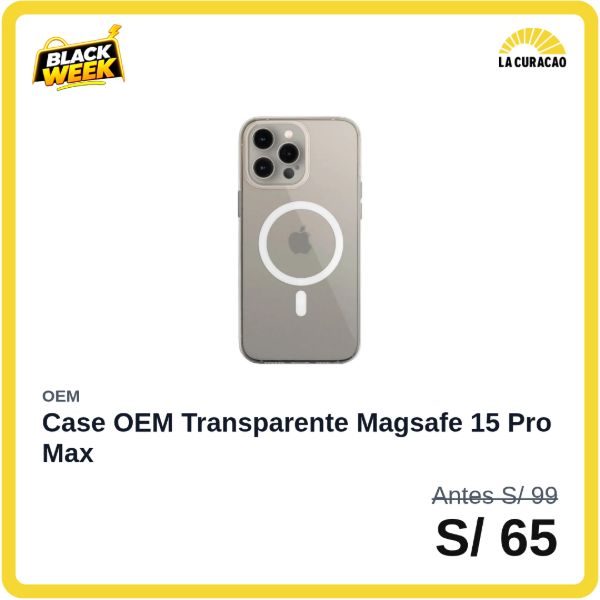 BLACK
WEEK
LA CURACAO
OEM
Case OEM Transparente Magsafe 15 Pro
Max
Antes S/ 99
S/ 65